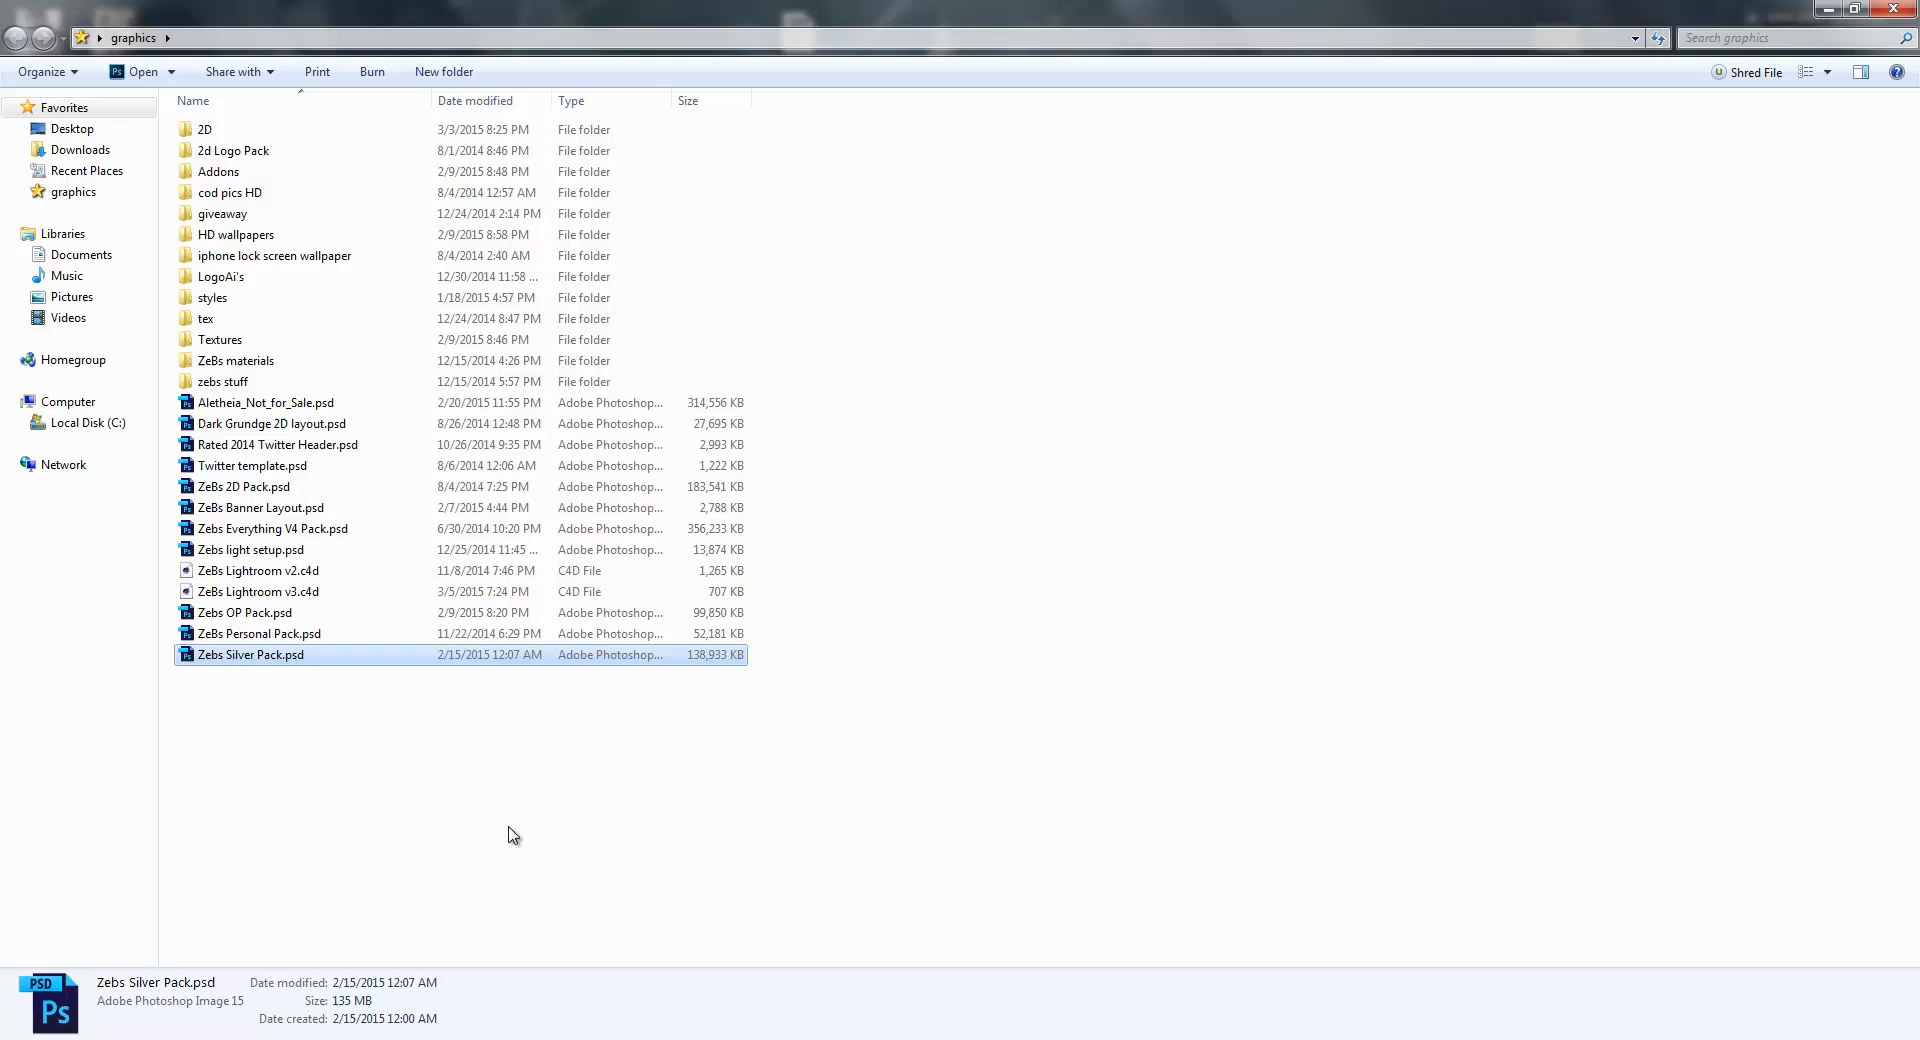 graphics
Search graphics
Organize Ps Open Share with Print Burn New folder Shred File
Name Date modified Type Size
Favorites
Desktop
Downloads
Recent Places
graphics
Libraries
Documents
Music
Pictures
Videos
Homegroup
Computer
Local Disk (C:)
Network
2D 3/3/2015 8:25 PM File folder
2d Logo Pack 8/1/2014 8:46 PM File folder
Addons 2/9/2015 8:48 PM File folder
cod pics HD 8/4/2014 12:57 AM File folder
giveaway 12/24/2014 2:14 PM File folder
HD wallpapers 2/9/2015 8:58 PM File folder
iphone lock screen wallpaper 8/4/2014 2:40 AM File folder
LogoAi's 12/30/2014 11:58 ... File folder
styles 1/18/2015 4:57 PM File folder
tex 12/24/2014 8:47 PM File folder
Textures 2/9/2015 8:46 PM File folder
ZeBs materials 12/15/2014 4:26 PM File folder
zebs stuff 12/15/2014 5:57 PM File folder
Aletheia_Not_for_Sale.psd 2/20/2015 11:55 PM Adobe Photoshop... 314,556 KB
Dark Grundge 2D layout.psd 8/26/2014 12:48 PM Adobe Photoshop... 27,695 KB
Rated 2014 Twitter Header.psd 10/26/2014 9:35 PM Adobe Photoshop... 2,993 KB
Twitter template.psd 8/6/2014 12:06 AM Adobe Photoshop... 1,222 KB
ZeBs 2D Pack.psd 8/4/2014 7:25 PM Adobe Photoshop... 183,541 KB
ZeBs Banner Layout.psd 2/7/2015 4:44 PM Adobe Photoshop... 2,788 KB
Zebs Everything V4 Pack.psd 6/30/2014 10:20 PM Adobe Photoshop... 356,233 KB
Zebs light setup.psd 12/25/2014 11:45 ... Adobe Photoshop... 13,874 KB
ZeBs Lightroom v2.c4d 11/8/2014 7:46 PM C4D File 1,265 KB
ZeBs Lightroom v3.c4d 3/5/2015 7:24 PM C4D File 707 KB
Zebs OP Pack.psd 2/9/2015 8:20 PM Adobe Photoshop... 99,850 KB
ZeBs Personal Pack.psd 11/22/2014 6:29 PM Adobe Photoshop... 52,181 KB
Zebs Silver Pack.psd 2/15/2015 12:07 AM Adobe Photoshop... 138,933 KB
PSD
Ps
Zebs Silver Pack.psd Date modified: 2/15/2015 12:07 AM
Adobe Photoshop Image 15 Size: 135 MB
Date created: 2/15/2015 12:00 AM